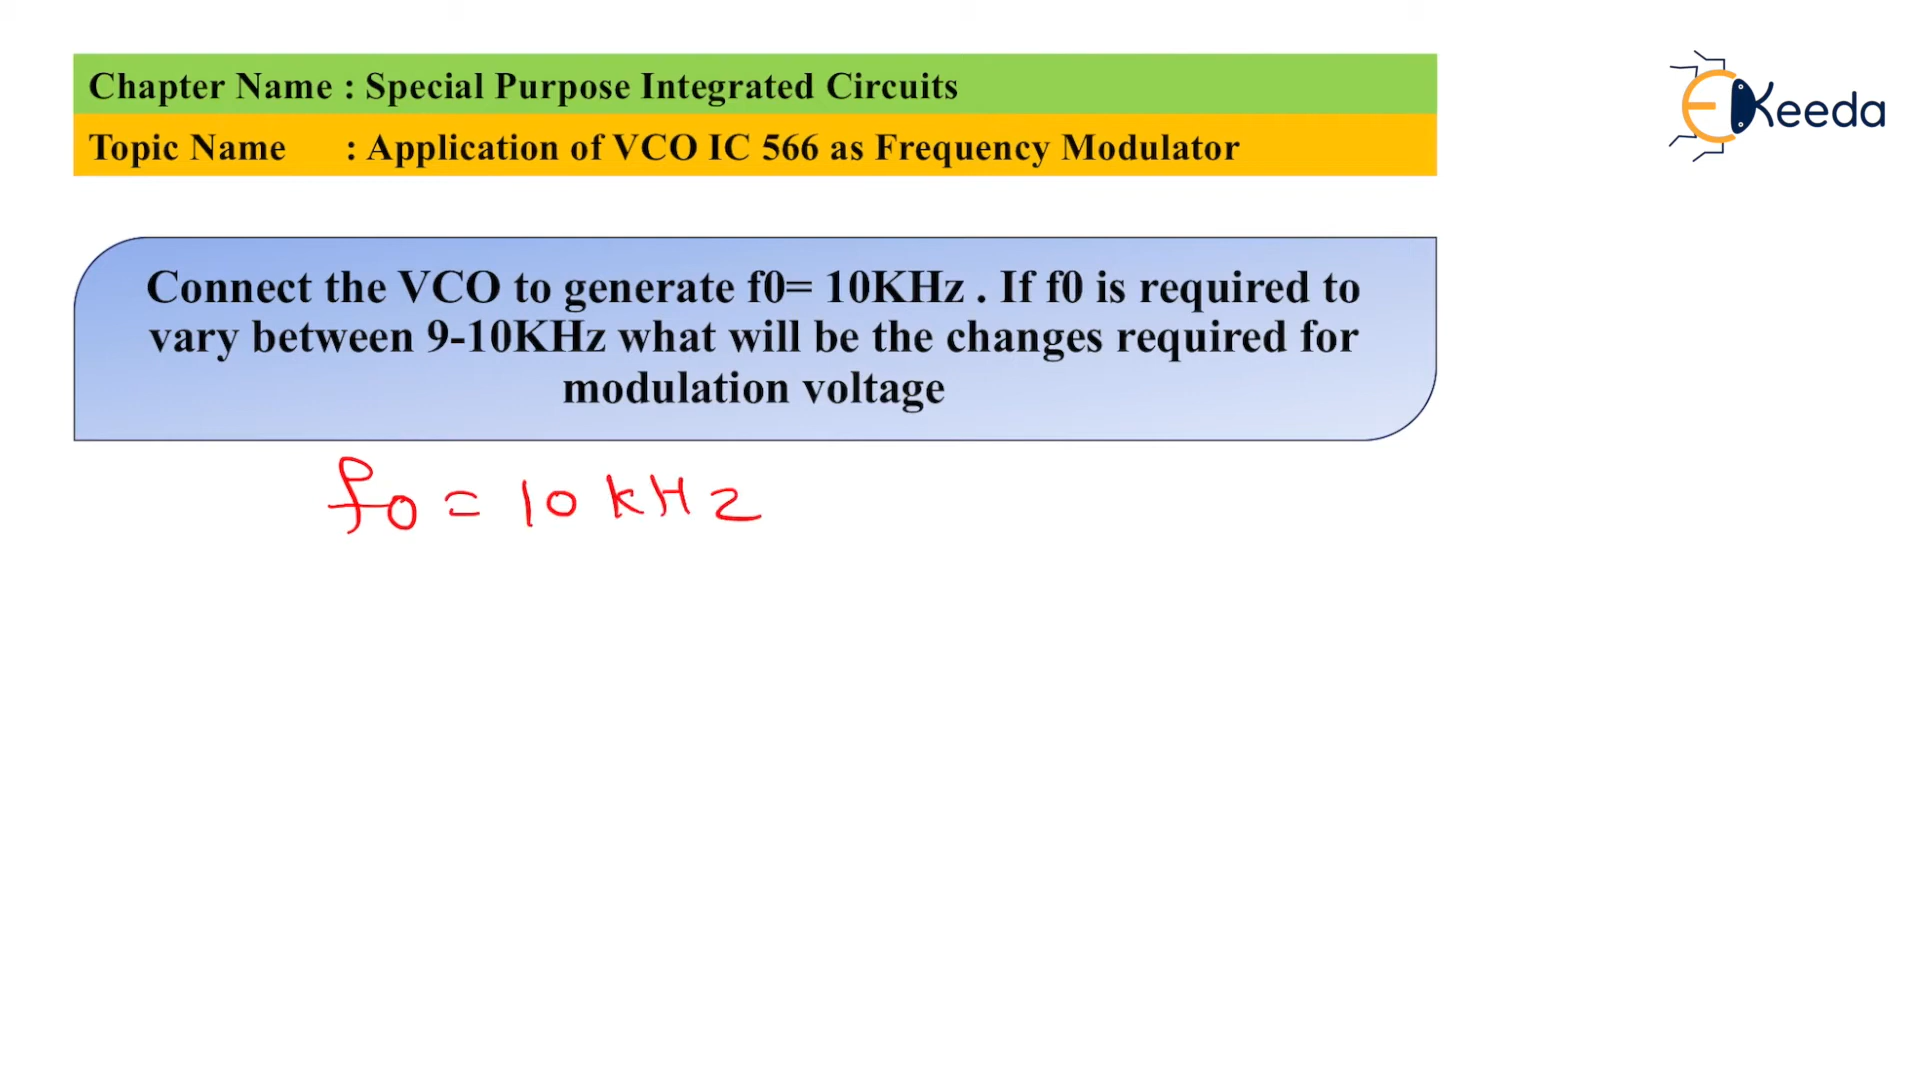 Chapter Name : Special Purpose Integrated Circuits
Topic Name : Application of VCO IC 566 as Frequency Modulator
EKeeda
Connect the VCO to generate f0= 10KHz . If f0 is required to
vary between 9-10KHz what will be the changes required for
modulation voltage
f0 = 10 kHz